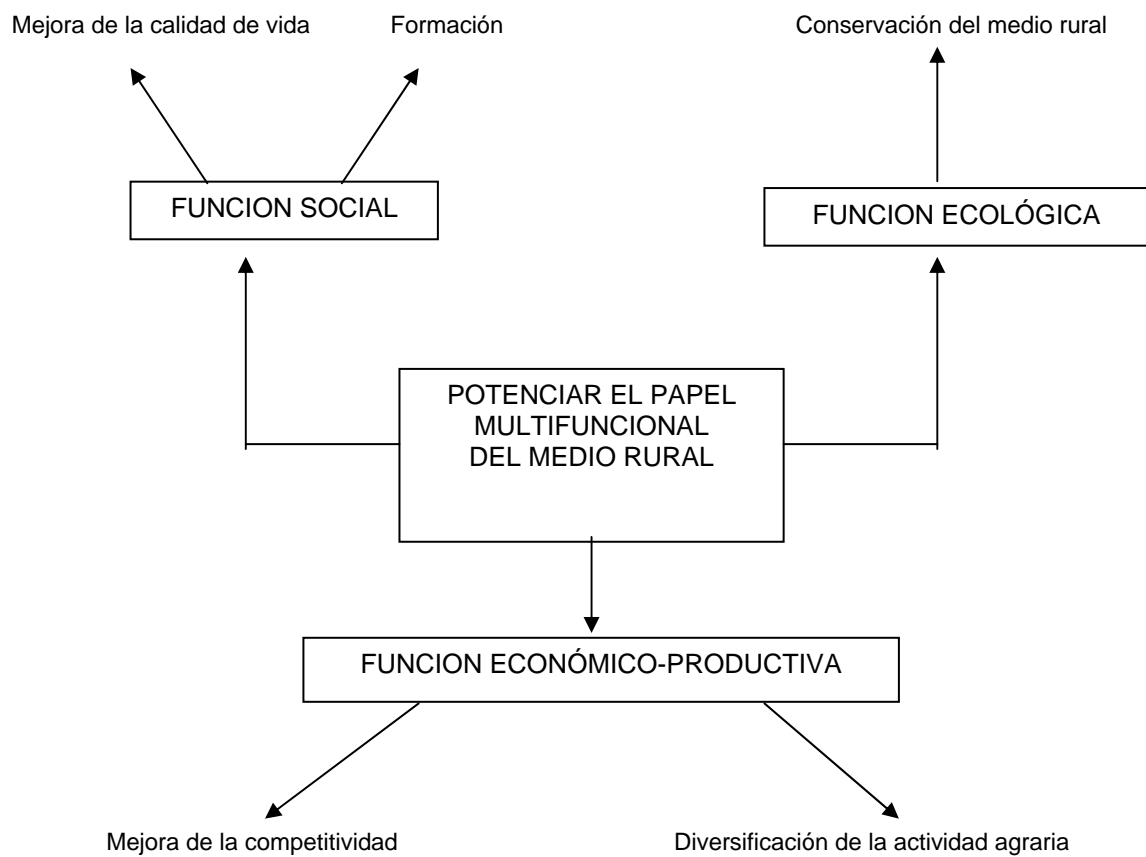 Mejora de la calidad de vida
Formación
Conservación del medio rural
FUNCION SOCIAL
FUNCION ECOLÓGICA
POTENCIAR EL PAPEL
MULTIFUNCIONAL
DEL MEDIO RURAL
FUNCION ECONÓMICO-PRODUCTIVA
Mejora de la competitividad
Diversificación de la actividad agraria